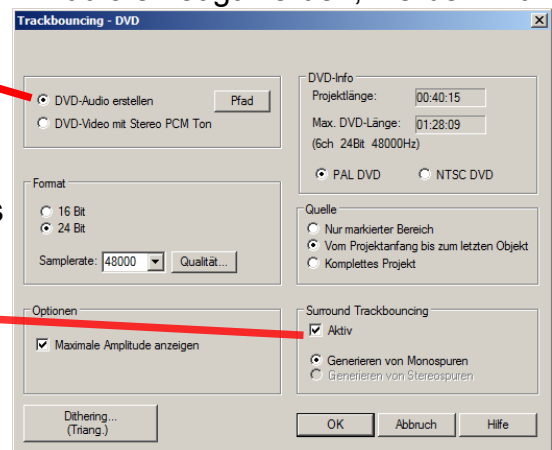 Trackbouncing - DVD
DVD-Audio erstellen
Pfad
DVD-Video mit Stereo PCM Ton
DVD-Info
Projektlänge: 00:40:15
Max. DVD-Länge: 01:28:09
(6ch 24Bit 48000Hz)
PAL DVD NTSC DVD
Format
16 Bit
24 Bit
Samplerate: 48000 Qualität...
Quelle
Nur markierter Bereich
Vom Projektanfang bis zum letzten Objekt
Komplettes Projekt
Optionen
Maximale Amplitude anzeigen
Surround Trackbouncing
Aktiv
Generieren von Monospuren
Generieren von Stereospuren
Dithering...
(Triang.)
OK Abbruch Hilfe